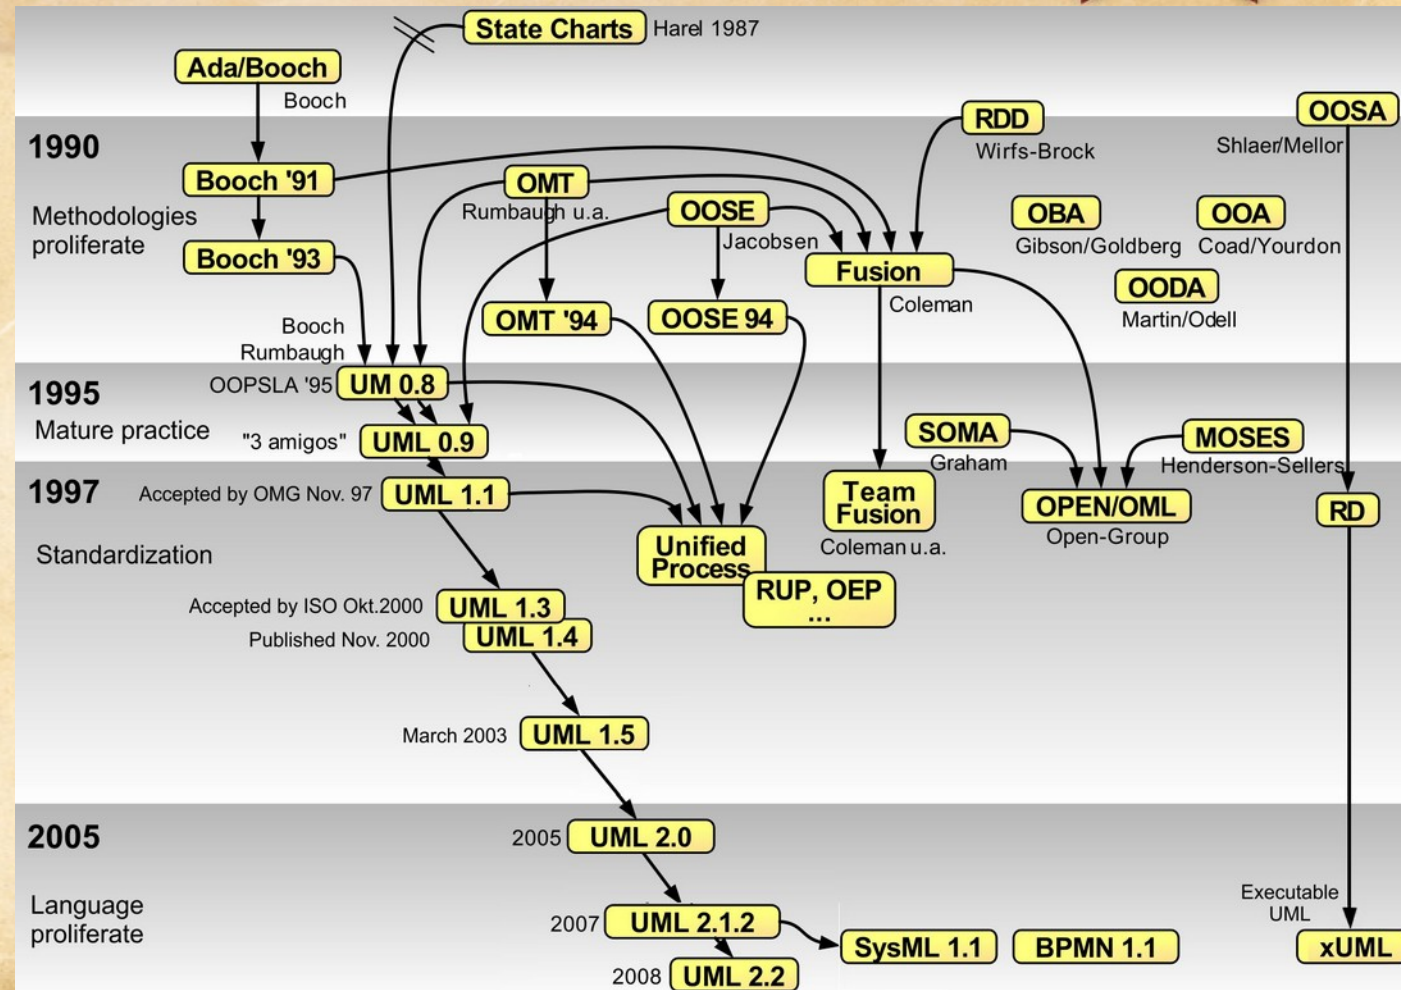 State Charts Harel 1987
Ada/Booch
Booch
OOSA
Shlaer/Mellor
RDD
Wirfs-Brock
1990
Methodologies
proliferate
Booch '91
OMT
Rumbaugh u.a.
OOSE
Jacobsen
OBA
Gibson/Goldberg
OOA
Coad/Yourdon
Booch '93
Fusion
Coleman
OODA
Martin/Odell
OMT '94
OOSE 94
Booch
Rumbaugh
OOPSLA '95 UM 0.8
1995
Mature practice
"3 amigos" UML 0.9
SOMA
Graham
MOSES
Henderson-Sellers
1997
Accepted by OMG Nov. 97 UML 1.1
Team
Fusion
Coleman u.a.
OPEN/OML
Open-Group
RD
Standardization
Unified
Process
RUP, OEP
...
Accepted by ISO Okt.2000 UML 1.3
Published Nov. 2000 UML 1.4
March 2003 UML 1.5
2005
2005 UML 2.0
Language
proliferate
2007 UML 2.1.2
SysML 1.1
BPMN 1.1
Executable
UML
xUML
2008 UML 2.2